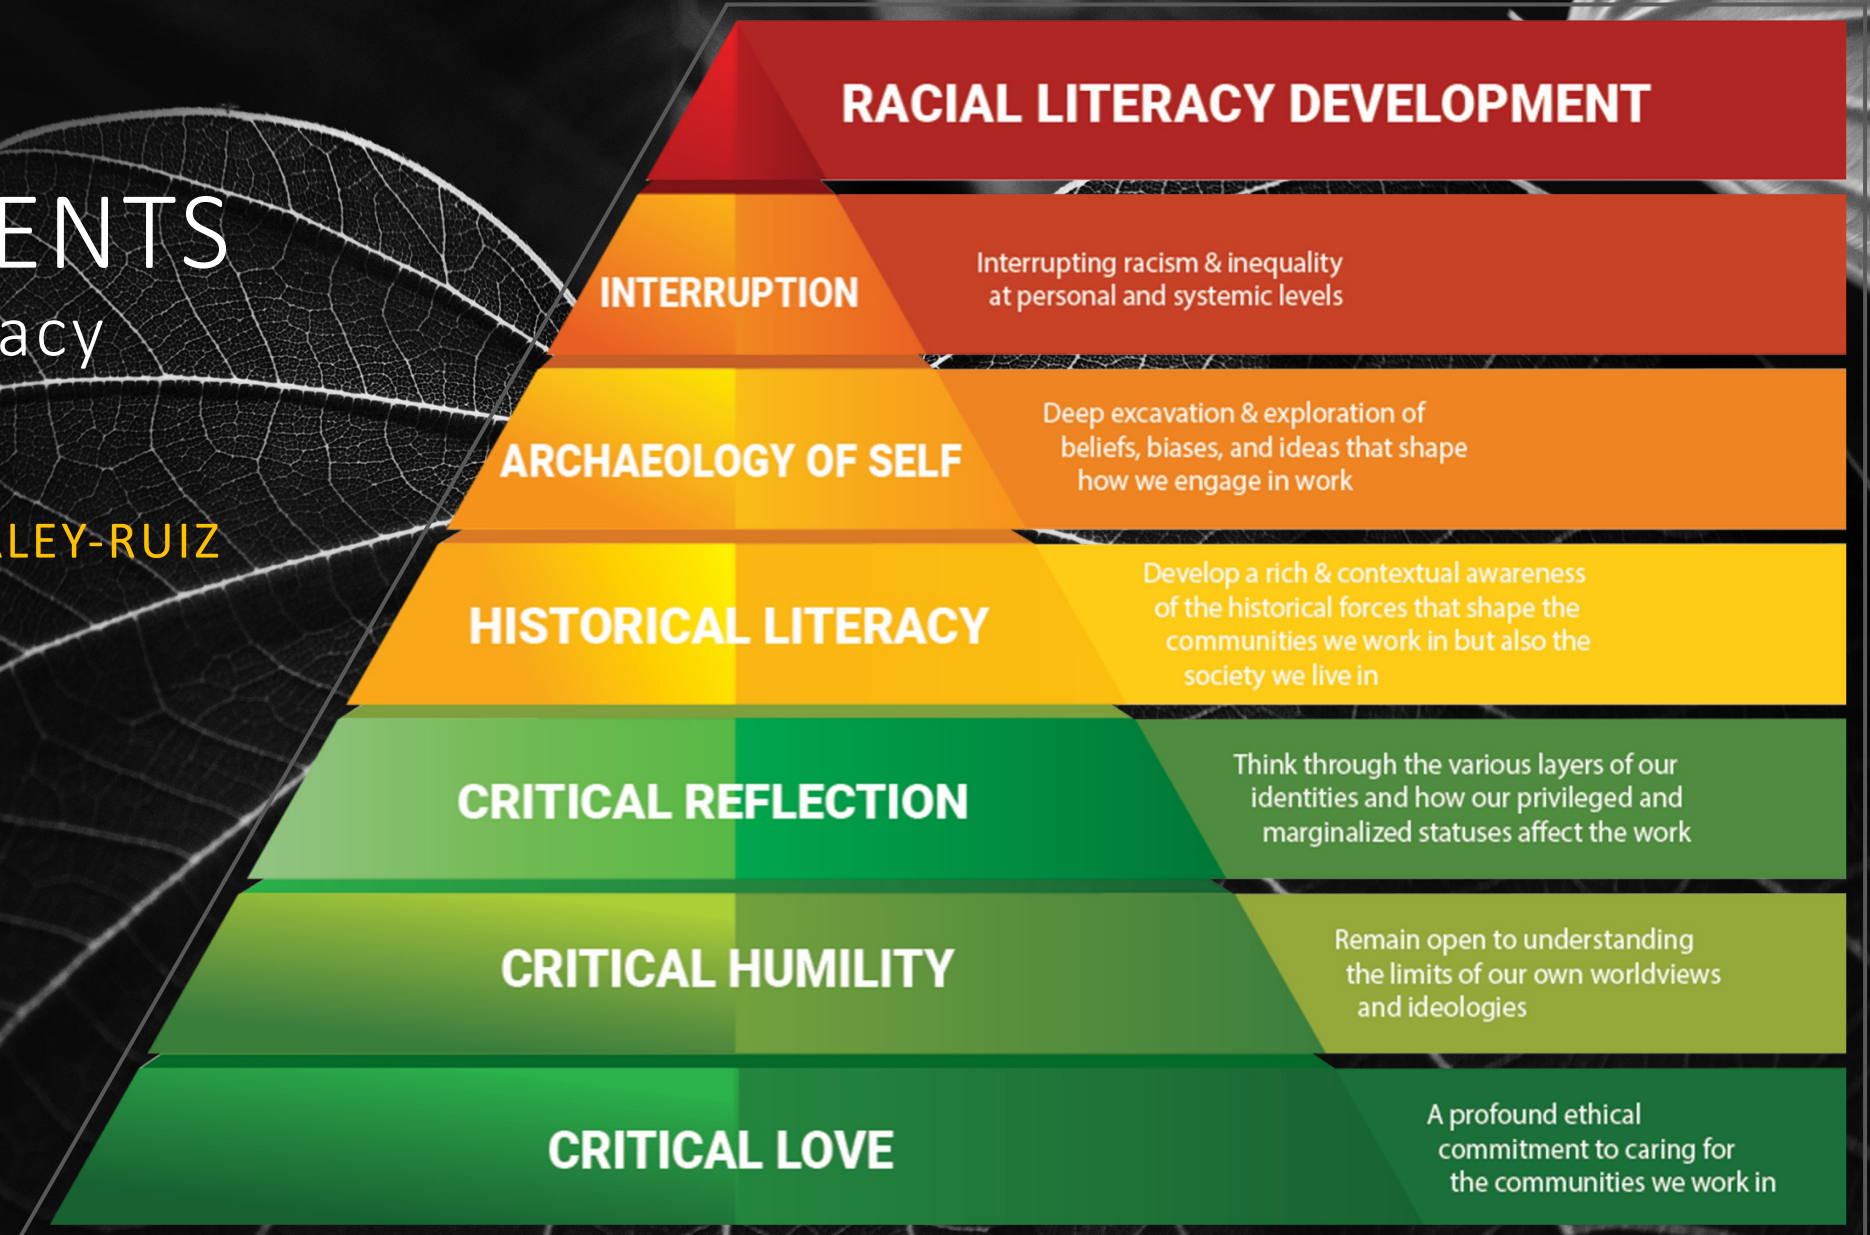 ENTS
acy
LEY-RUIZ
RACIAL LITERACY DEVELOPMENT
INTERRUPTION
Interrupting racism & inequality
at personal and systemic levels
ARCHAEOLOGY OF SELF
Deep excavation & exploration of
beliefs, biases, and ideas that shape
how we engage in work
HISTORICAL LITERACY
Develop a rich & contextual awareness
of the historical forces that shape the
communities we work in but also the
society we live in
CRITICAL REFLECTION
Think through the various layers of our
identities and how our privileged and
marginalized statuses affect the work
CRITICAL HUMILITY
Remain open to understanding
the limits of our own worldviews
and ideologies
CRITICAL LOVE
A profound ethical
commitment to caring for
the communities we work in